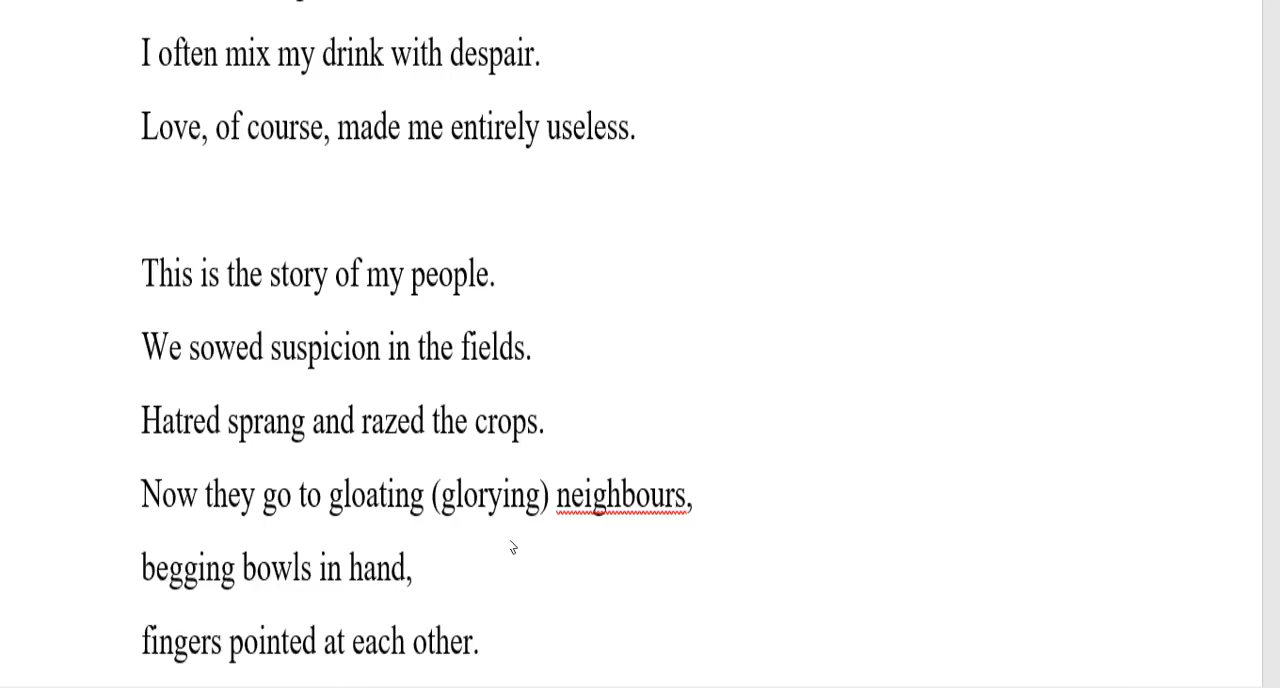 I often mix my drink with despair.
Love, of course, made me entirely useless.
This is the story of my people.
We sowed suspicion in the fields.
Hatred sprang and razed the crops.
Now they go to gloating (glorying) neighbours,
begging bowls in hand,
fingers pointed at each other.